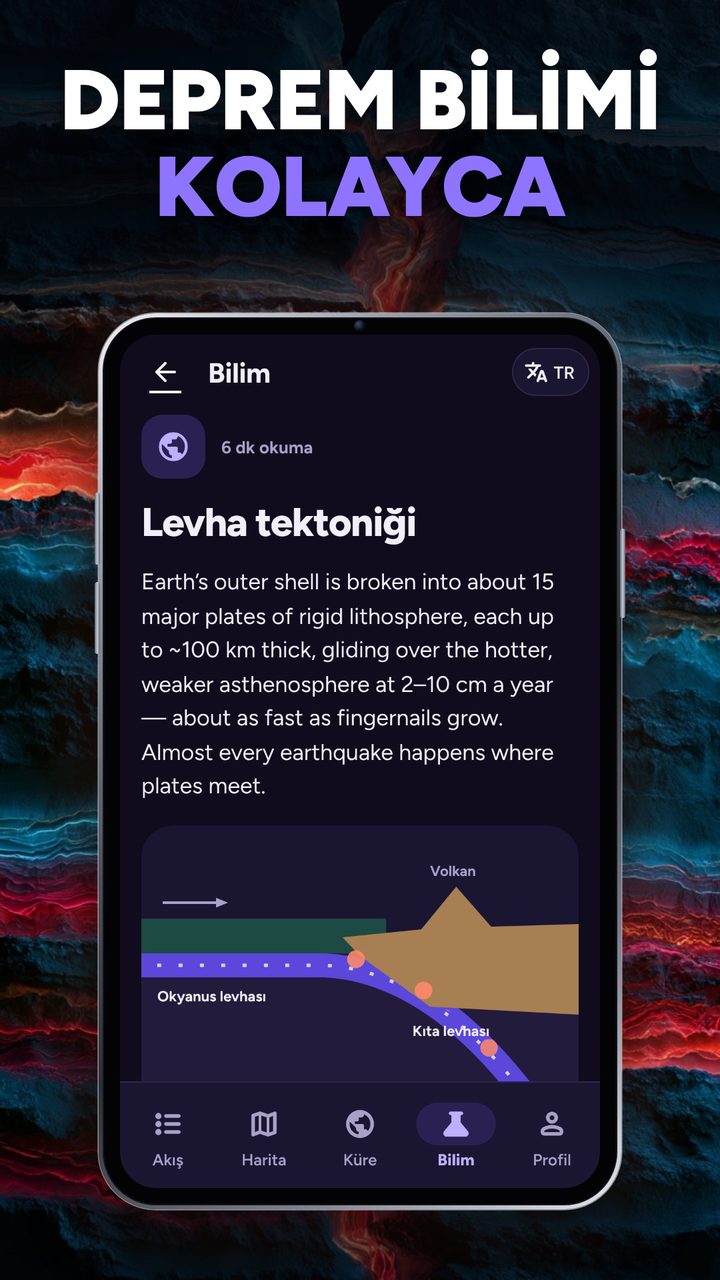 DEPREM BİLİMİ
KOLAYCA
Bilim
TR
6 dk okuma
Levha tektoniği
Earth's outer shell is broken into about 15
major plates of rigid lithosphere, each up
to ~100 km thick, gliding over the hotter,
weaker asthenosphere at 2–10 cm a year
— about as fast as fingernails grow.
Almost every earthquake happens where
plates meet.
Volkan
Okyanus levhası
Kıta levhası
Akış
Harita
Küre
Bilim
Profil